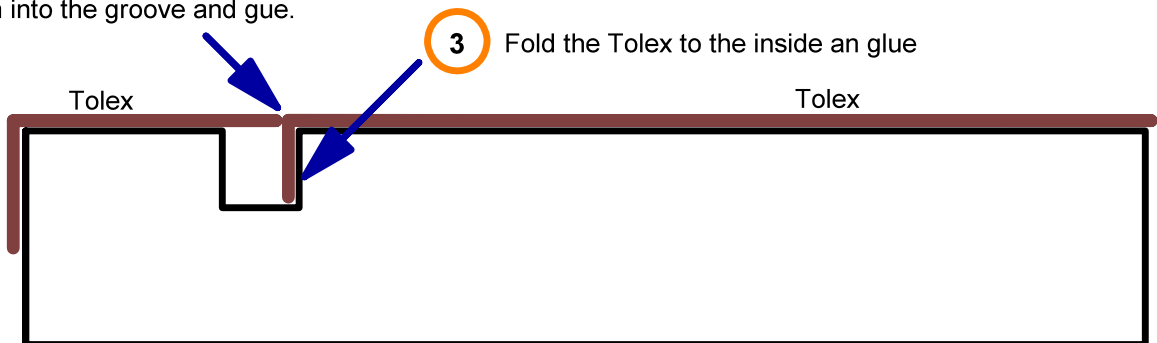 into the groove and gue.
3
Fold the Tolex to the inside an glue
Tolex
Tolex